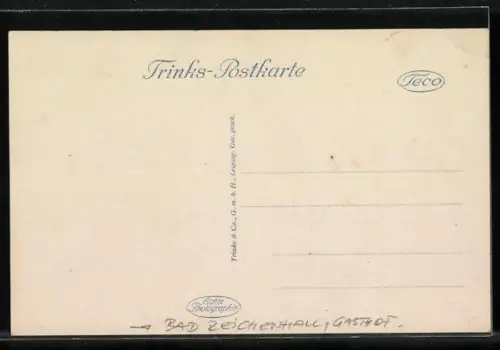 Trinks-Postkarte
Teco
Trinks & Co., G. m. b. H., Leipzig. Ges. gesch.
Echte Photographie
→ BAD REICHENHALL, GASTHOF.